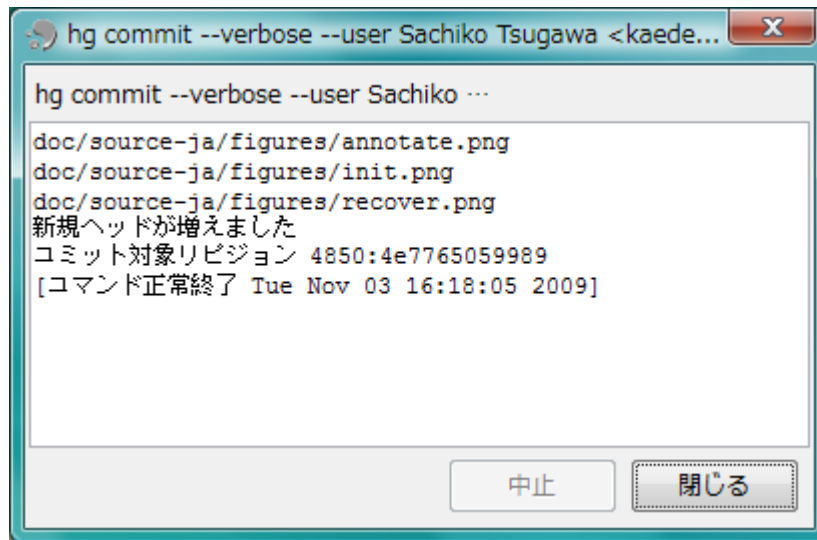 hg commit --verbose --user Sachiko Tsugawa <kaede...
hg commit --verbose --user Sachiko ...
doc/source-ja/figures/annotate.png
doc/source-ja/figures/init.png
doc/source-ja/figures/recover.png
新規ヘッドが増えました
コミット対象リビジョン 4850:4e7765059989
[コマンド正常終了 Tue Nov 03 16:18:05 2009]
中止
閉じる